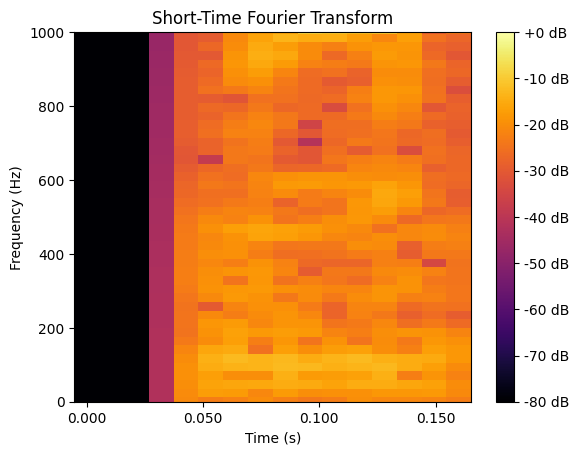 Short-Time Fourier Transform
1000
800
600
400
200
0
Frequency (Hz)
0.000
0.050
0.100
0.150
Time (s)
+0 dB
-10 dB
-20 dB
-30 dB
-40 dB
-50 dB
-60 dB
-70 dB
-80 dB